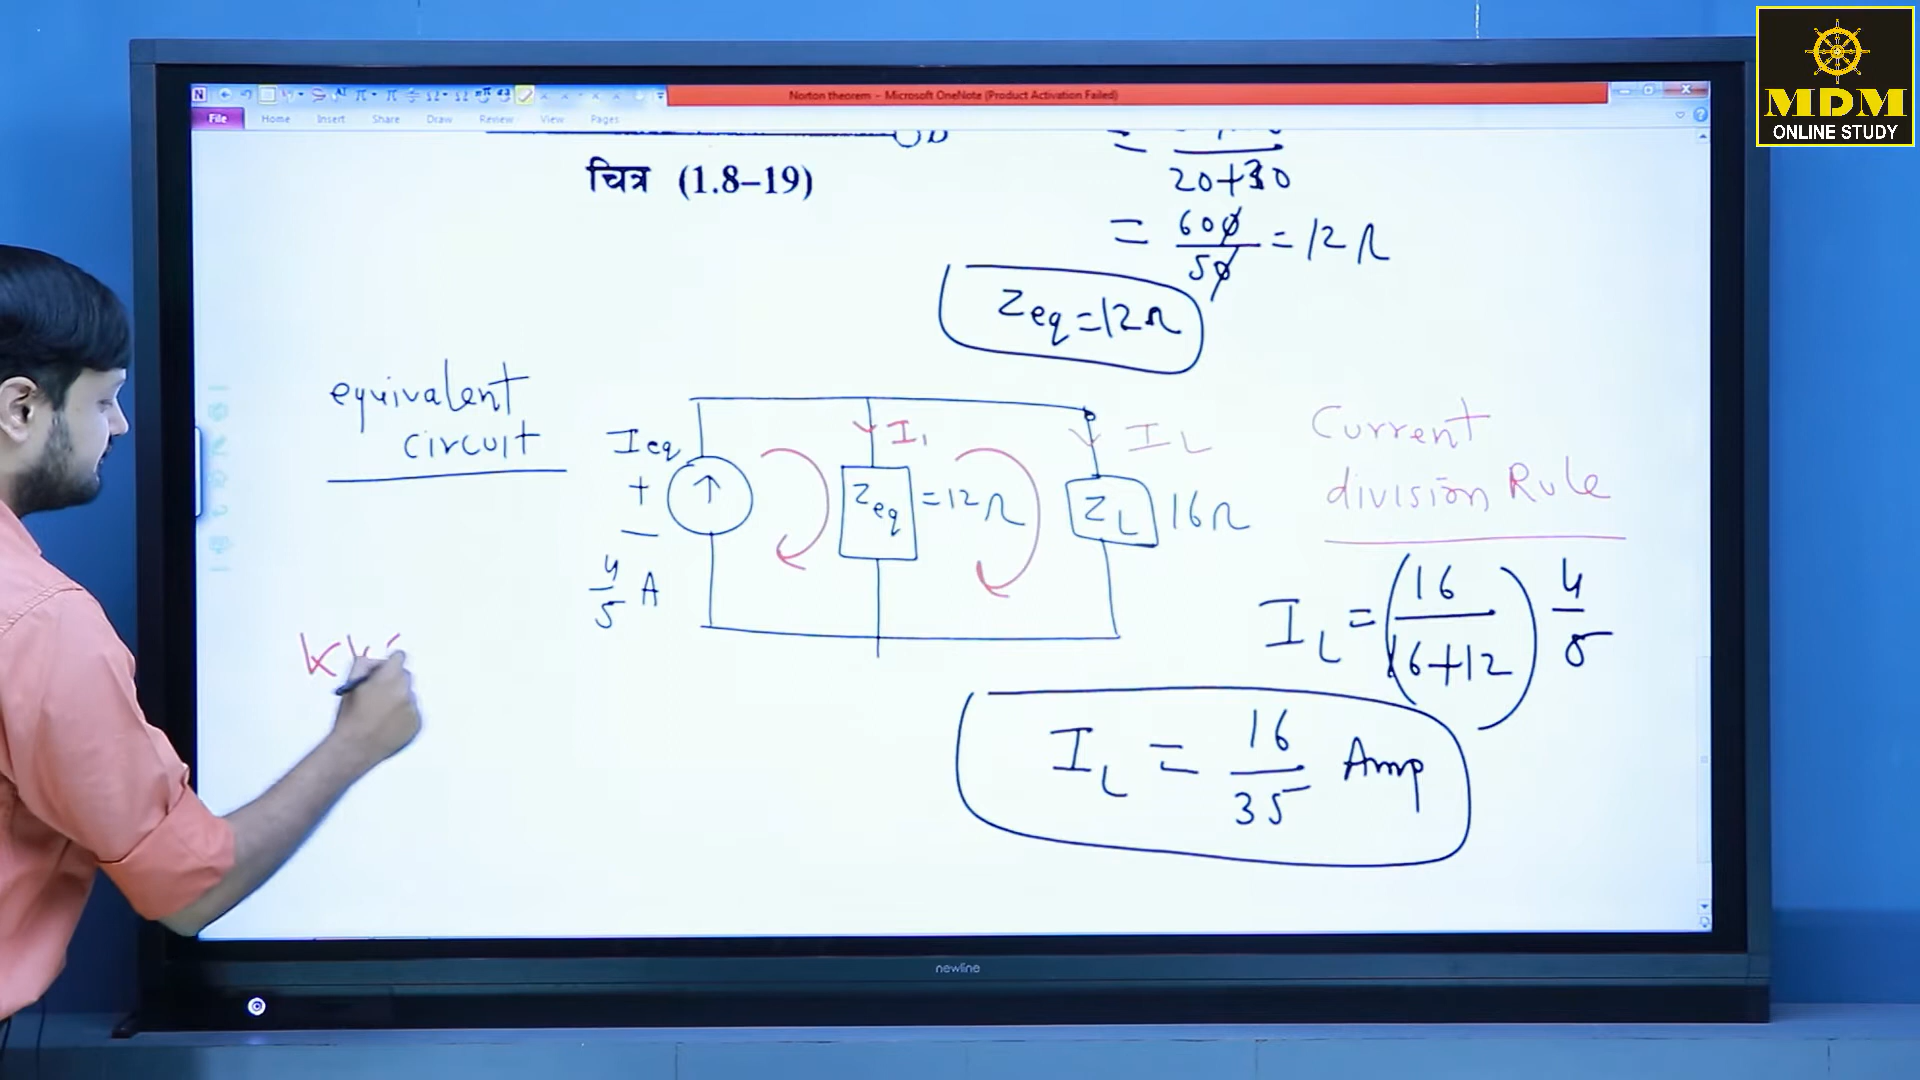 MDM
ONLINE STUDY
Norton theorem - Microsoft OneNote (Product Activation Failed)
File Home Insert Share Draw Review View Pages
चित्र (1.8–19)
=
20+30
= 600/50 = 12 Ω
Zeq = 12Ω
equivalent
circuit
Ieq
+
−
4/5 A
I1
Zeq = 12Ω
IL
ZL 16Ω
Current
division Rule
IL = (16/16+12) 4/5
IL = 16/35 Amp
newline